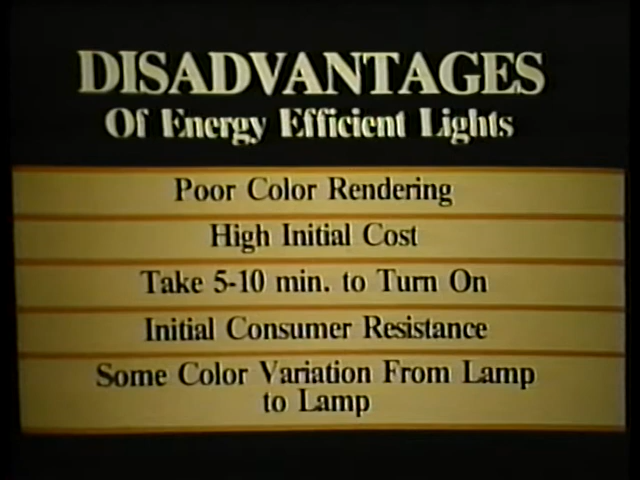 DISADVANTAGES
Of Energy Efficient Lights
Poor Color Rendering
High Initial Cost
Take 5-10 min. to Turn On
Initial Consumer Resistance
Some Color Variation From Lamp
to Lamp